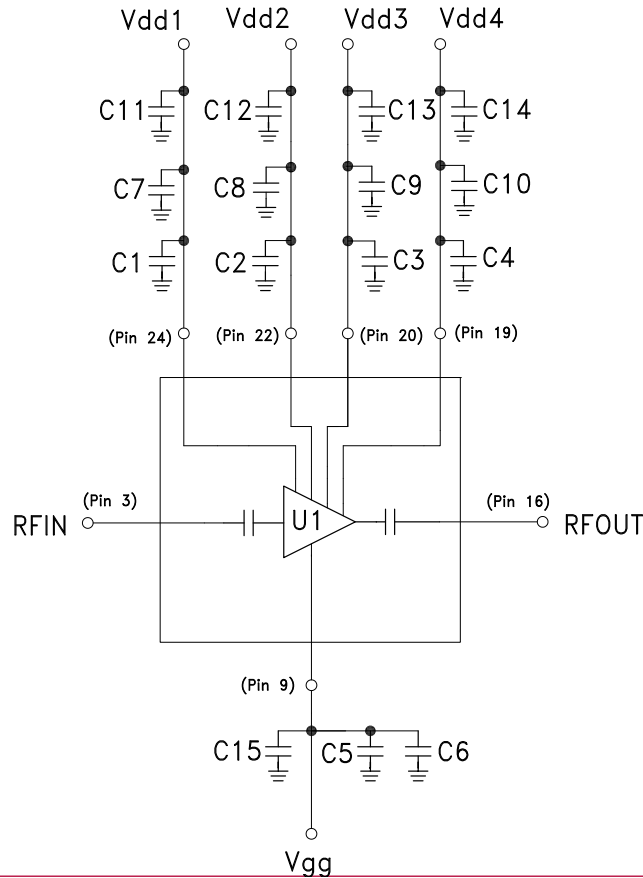 Vdd1 Vdd2 Vdd3 Vdd4
C11 C12 C13 C14
C7 C8 C9 C10
C1 C2 C3 C4
(Pin 24) (Pin 22) (Pin 20) (Pin 19)
(Pin 3) (Pin 16)
RFIN U1 RFOUT
(Pin 9)
C15 C5 C6
Vgg